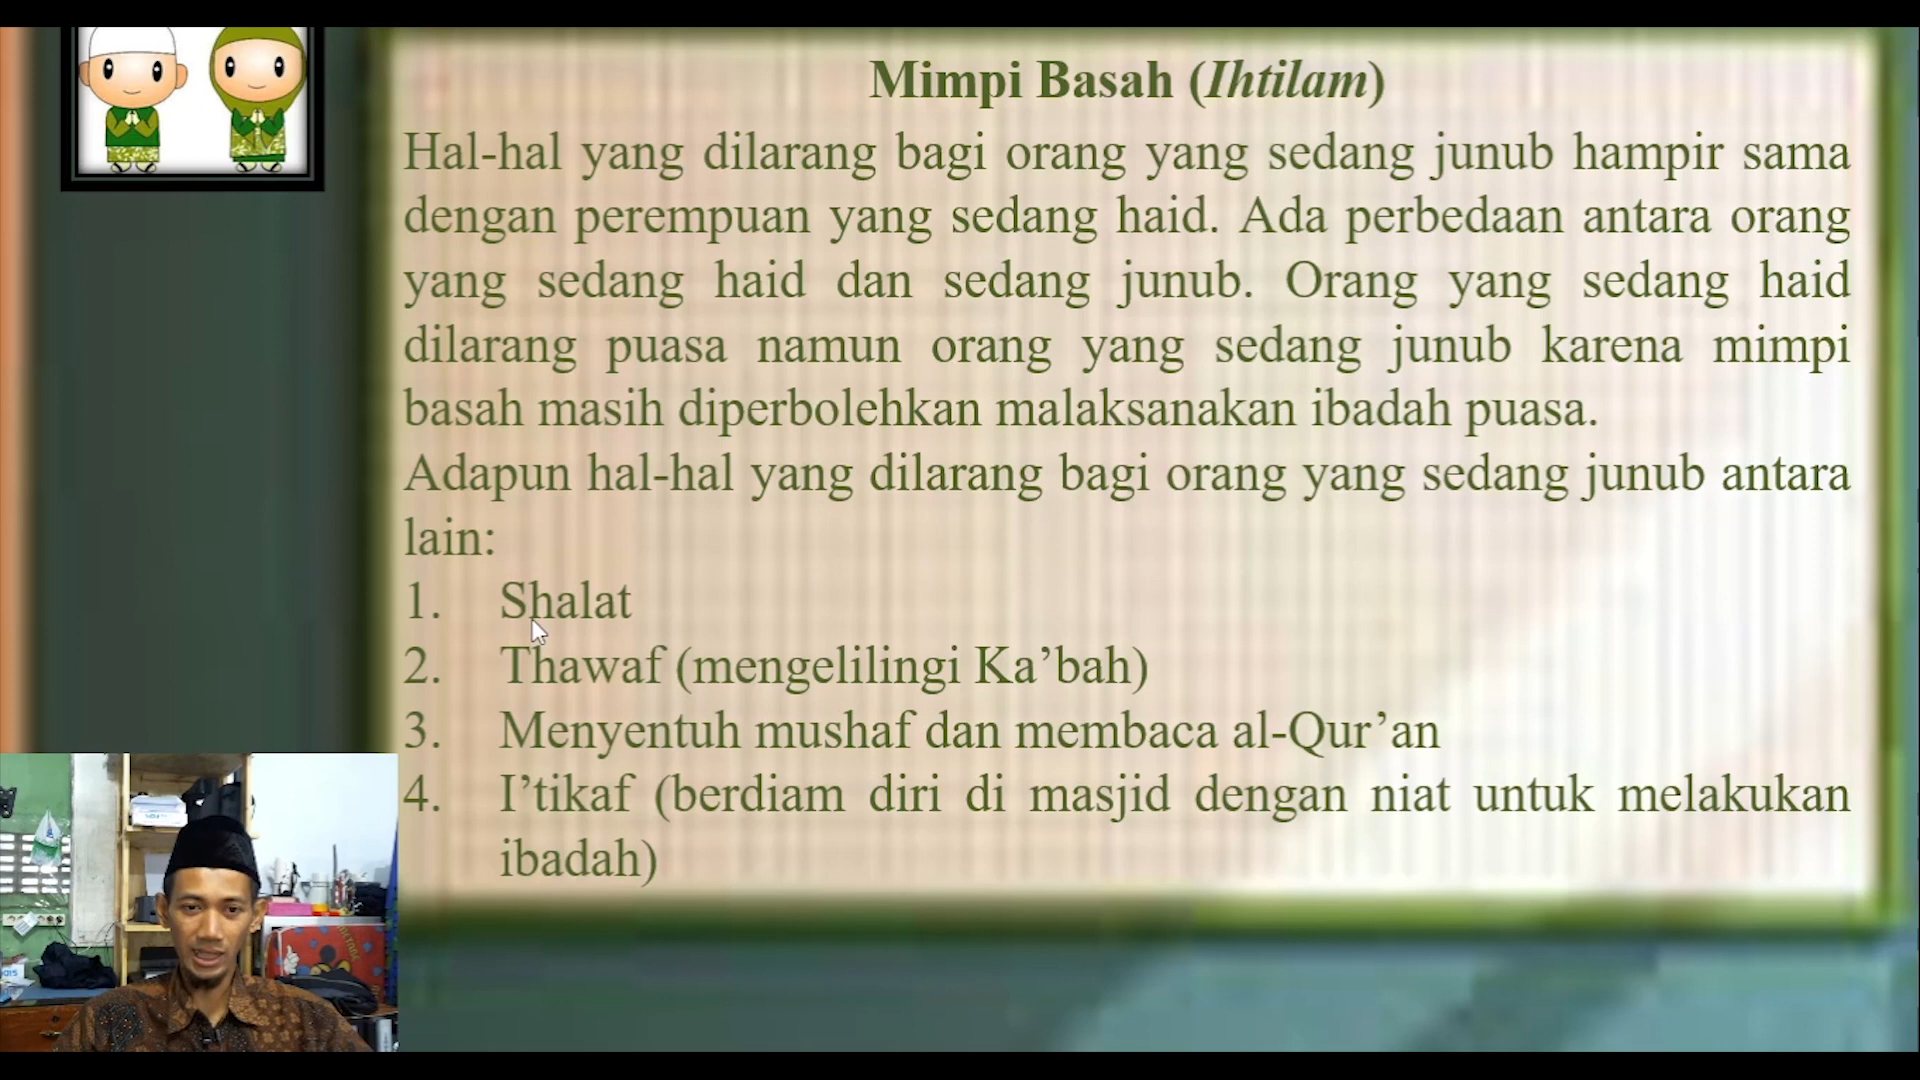 Mimpi Basah (Ihtilam)
Hal-hal yang dilarang bagi orang yang sedang junub hampir sama
dengan perempuan yang sedang haid. Ada perbedaan antara orang
yang sedang haid dan sedang junub. Orang yang sedang haid
dilarang puasa namun orang yang sedang junub karena mimpi
basah masih diperbolehkan malaksanakan ibadah puasa.
Adapun hal-hal yang dilarang bagi orang yang sedang junub antara
lain:
1. Shalat
2. Thawaf (mengelilingi Ka’bah)
3. Menyentuh mushaf dan membaca al-Qur’an
4. I’tikaf (berdiam diri di masjid dengan niat untuk melakukan
ibadah)